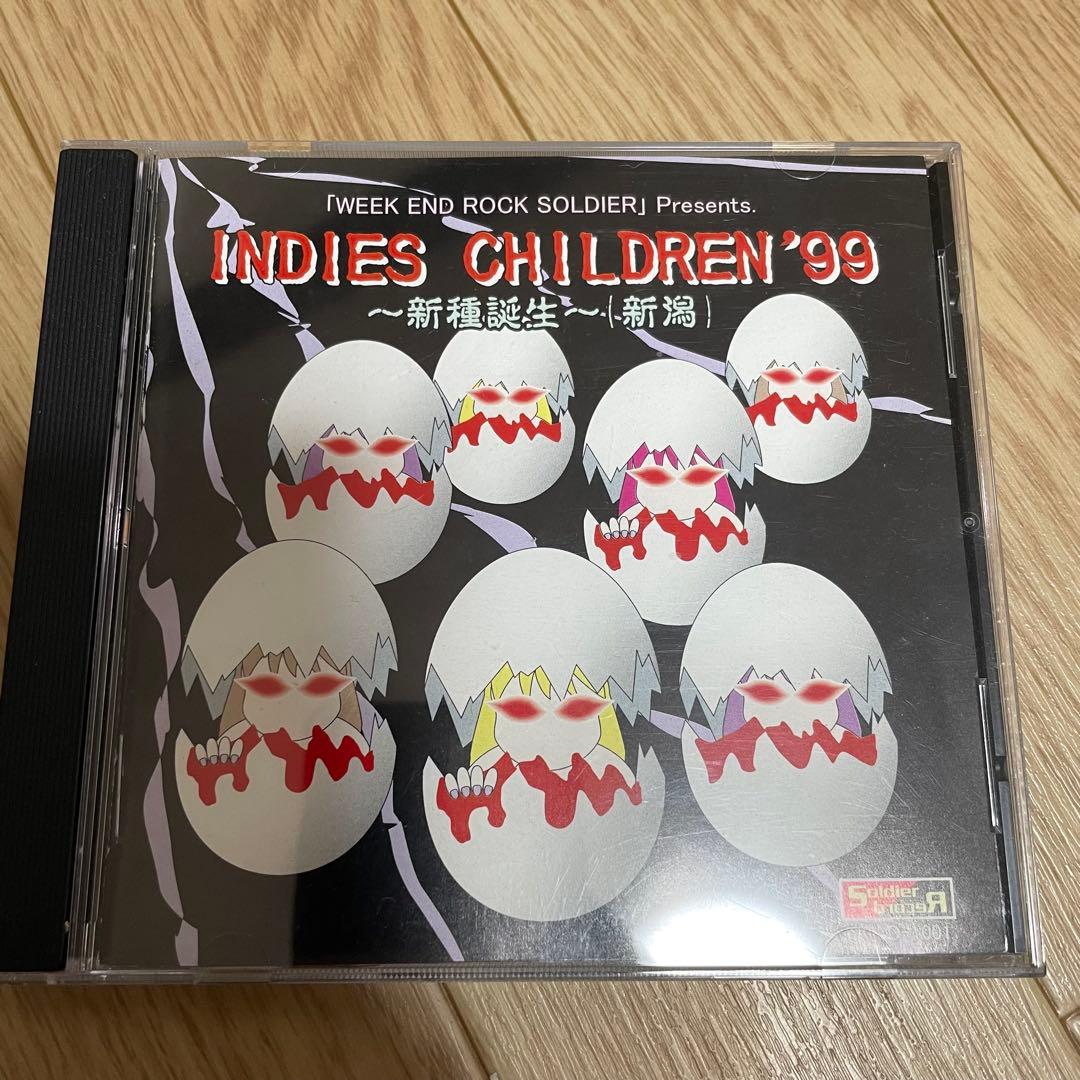 「WEEK END ROCK SOLDIER」 Presents.
INDIES CHILDREN '99
～新種誕生～(新潟)
Soldier
Record